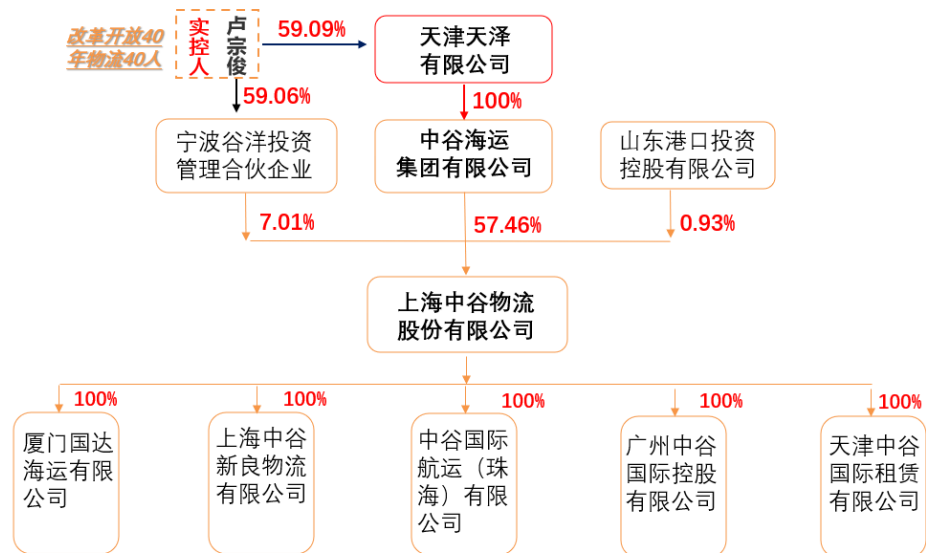 改革开放40
年物流40人
实控人
卢宗俊
59.09%
天津天泽
有限公司
59.06%
100%
宁波谷洋投资
管理合伙企业
中谷海运
集团有限公司
山东港口投资
控股有限公司
7.01%
57.46%
0.93%
上海中谷物流
股份有限公司
100%
100%
100%
100%
100%
厦门国达
海运有限
公司
上海中谷
新良物流
有限公司
中谷国际
航运（珠
海）有限
公司
广州中谷
国际控股
有限公司
天津中谷
国际租赁
有限公司